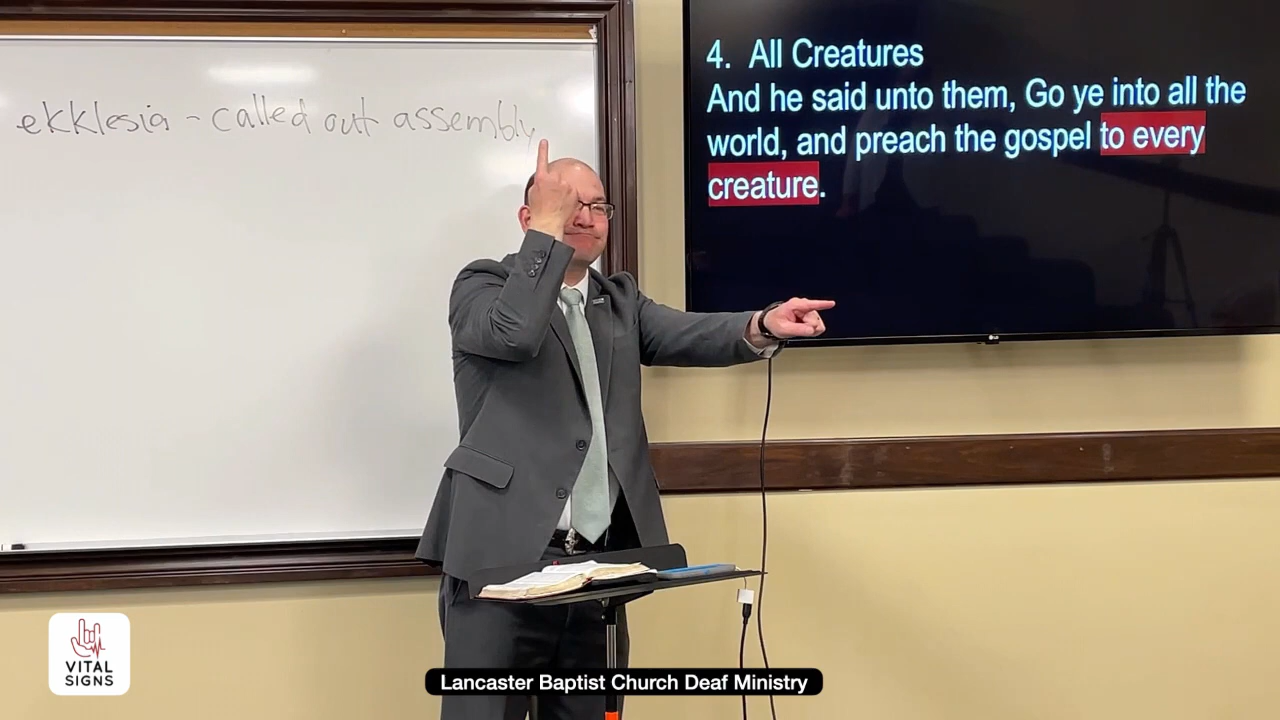 ekklesia - called out assembly
4. All Creatures
And he said unto them, Go ye into all the
world, and preach the gospel to every
creature.
VITAL
SIGNS
Lancaster Baptist Church Deaf Ministry
LG